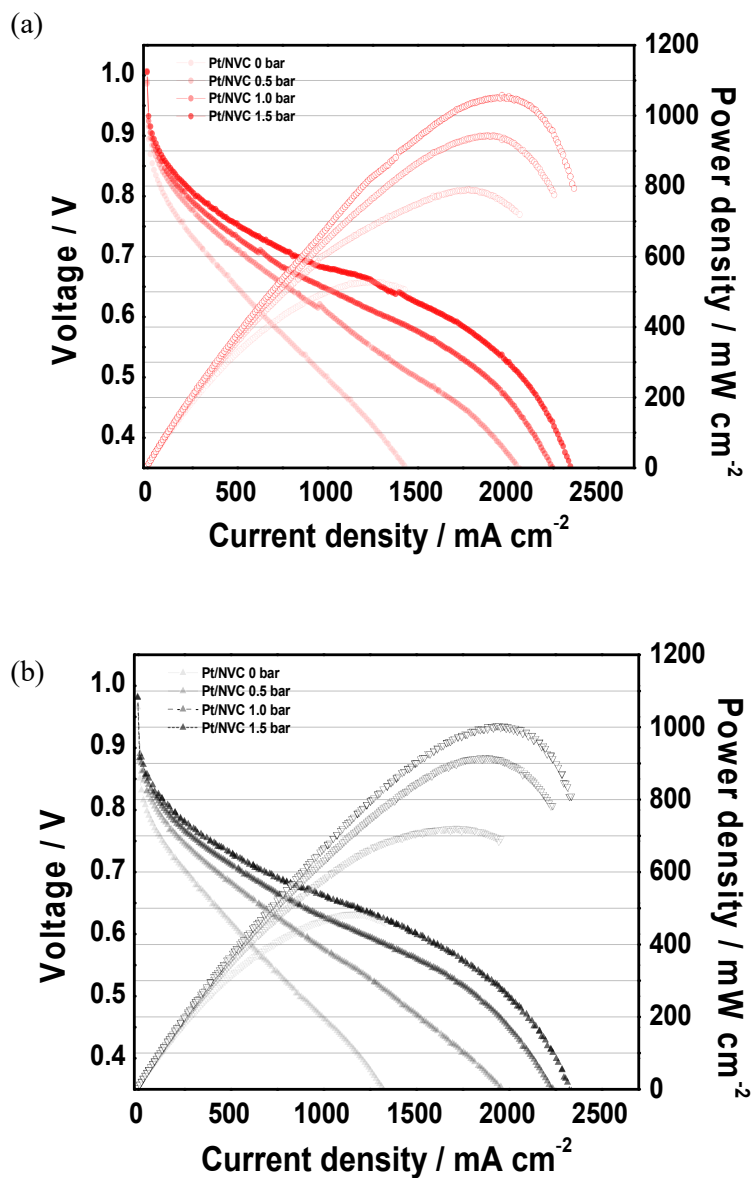 (a)
Pt/NVC 0 bar
Pt/NVC 0.5 bar
Pt/NVC 1.0 bar
Pt/NVC 1.5 bar
1.0
0.9
0.8
0.7
0.6
0.5
0.4
Voltage / V
1200
1000
800
600
400
200
0
Power density / mW cm⁻²
0 500 1000 1500 2000 2500
Current density / mA cm⁻²
(b)
Pt/NVC 0 bar
Pt/NVC 0.5 bar
Pt/NVC 1.0 bar
Pt/NVC 1.5 bar
1.0
0.9
0.8
0.7
0.6
0.5
0.4
Voltage / V
1200
1000
800
600
400
200
0
Power density / mW cm⁻²
0 500 1000 1500 2000 2500
Current density / mA cm⁻²